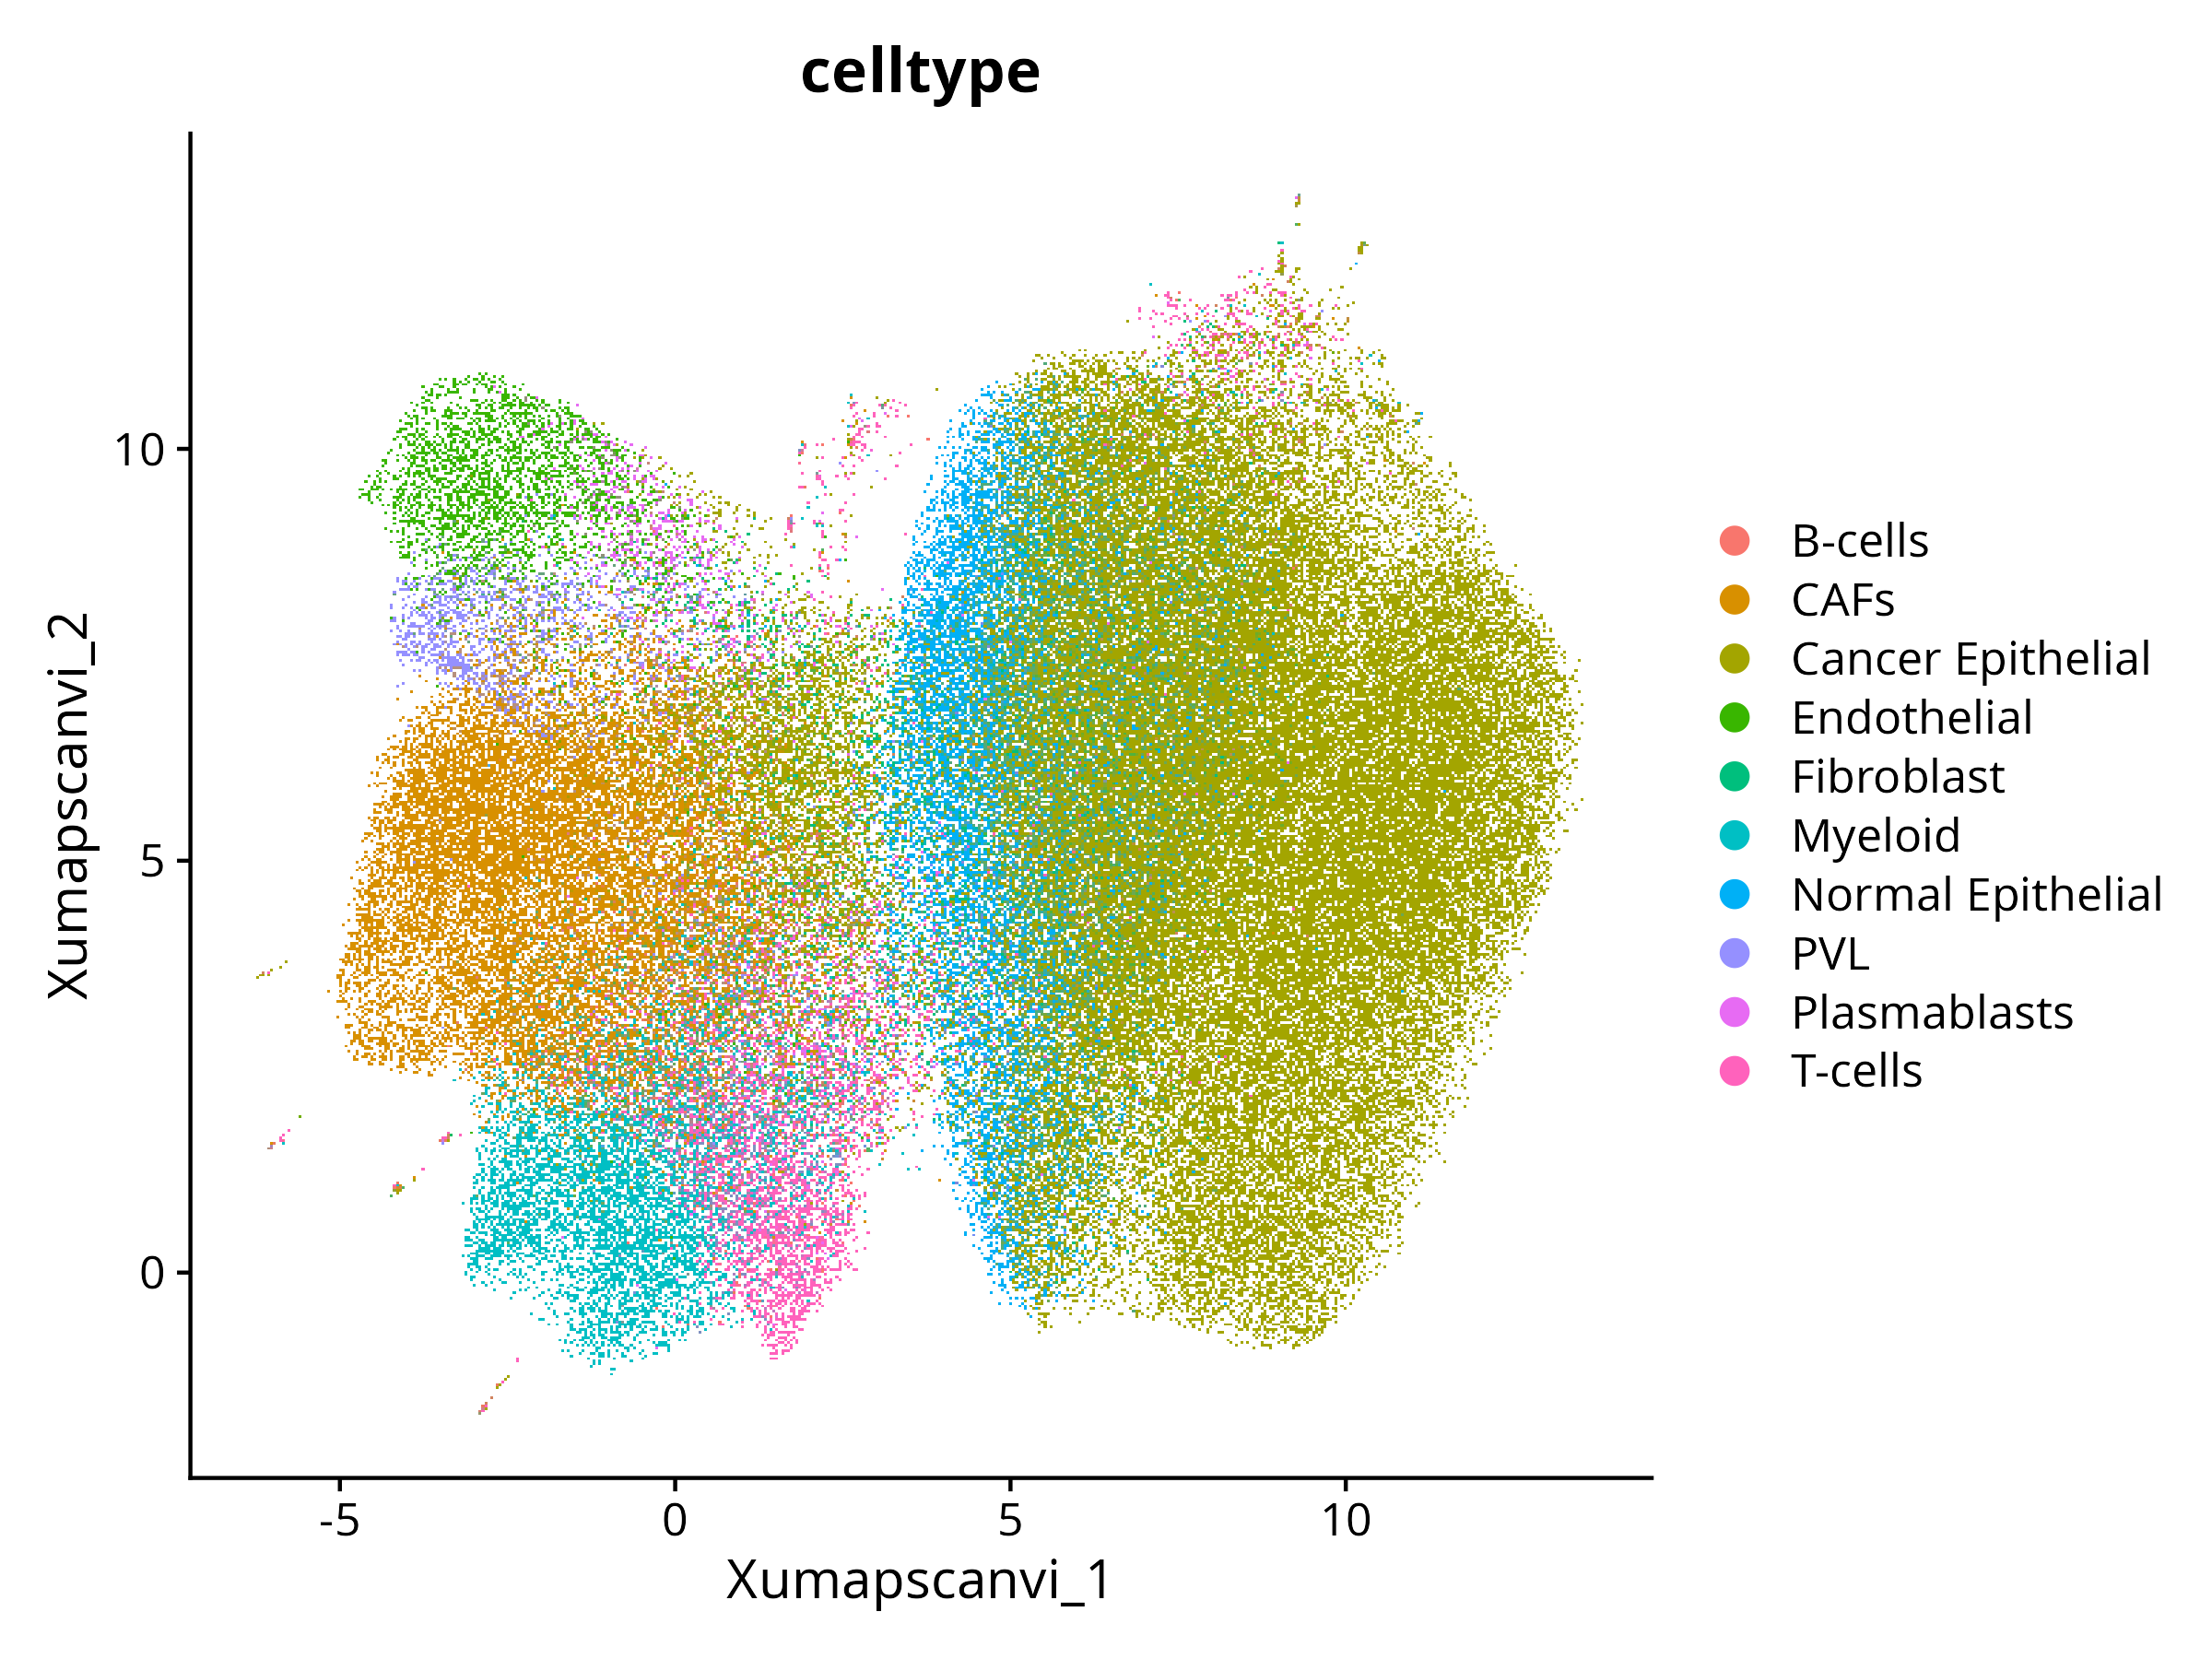 celltype
Xumapscanvi_2
10
5
0
-5
0
5
10
Xumapscanvi_1
B-cells
CAFs
Cancer Epithelial
Endothelial
Fibroblast
Myeloid
Normal Epithelial
PVL
Plasmablasts
T-cells